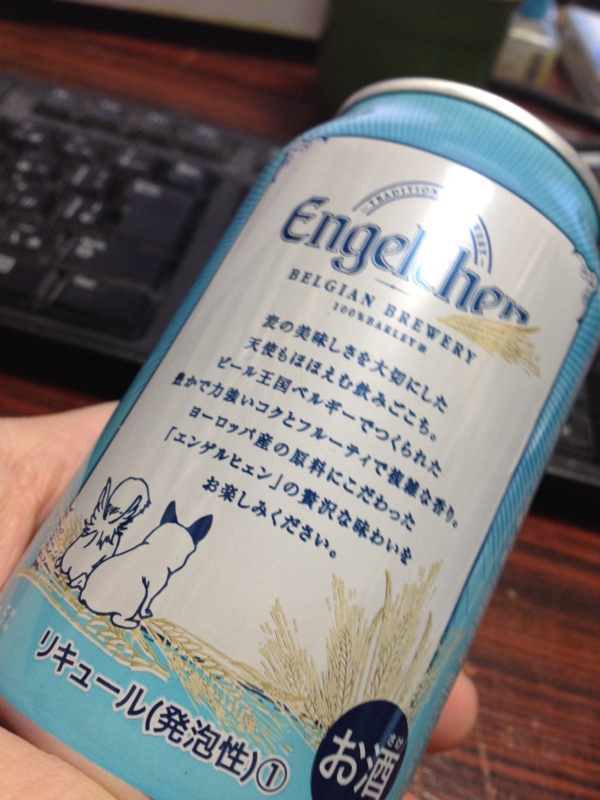 TRADITION
Engelchen
BELGIAN BREWERY
100%BARLEY※
麦の美味しさを大切にした
天使もほほえむ飲みごこち。
ビール王国ベルギーでつくられた
豊かで力強いコクとフルーティで複雑な香り。
ヨーロッパ産の原料にこだわった
「エンゲルヒェン」の贅沢な味わいを
お楽しみください。
リキュール(発泡性)①
さけ
お酒